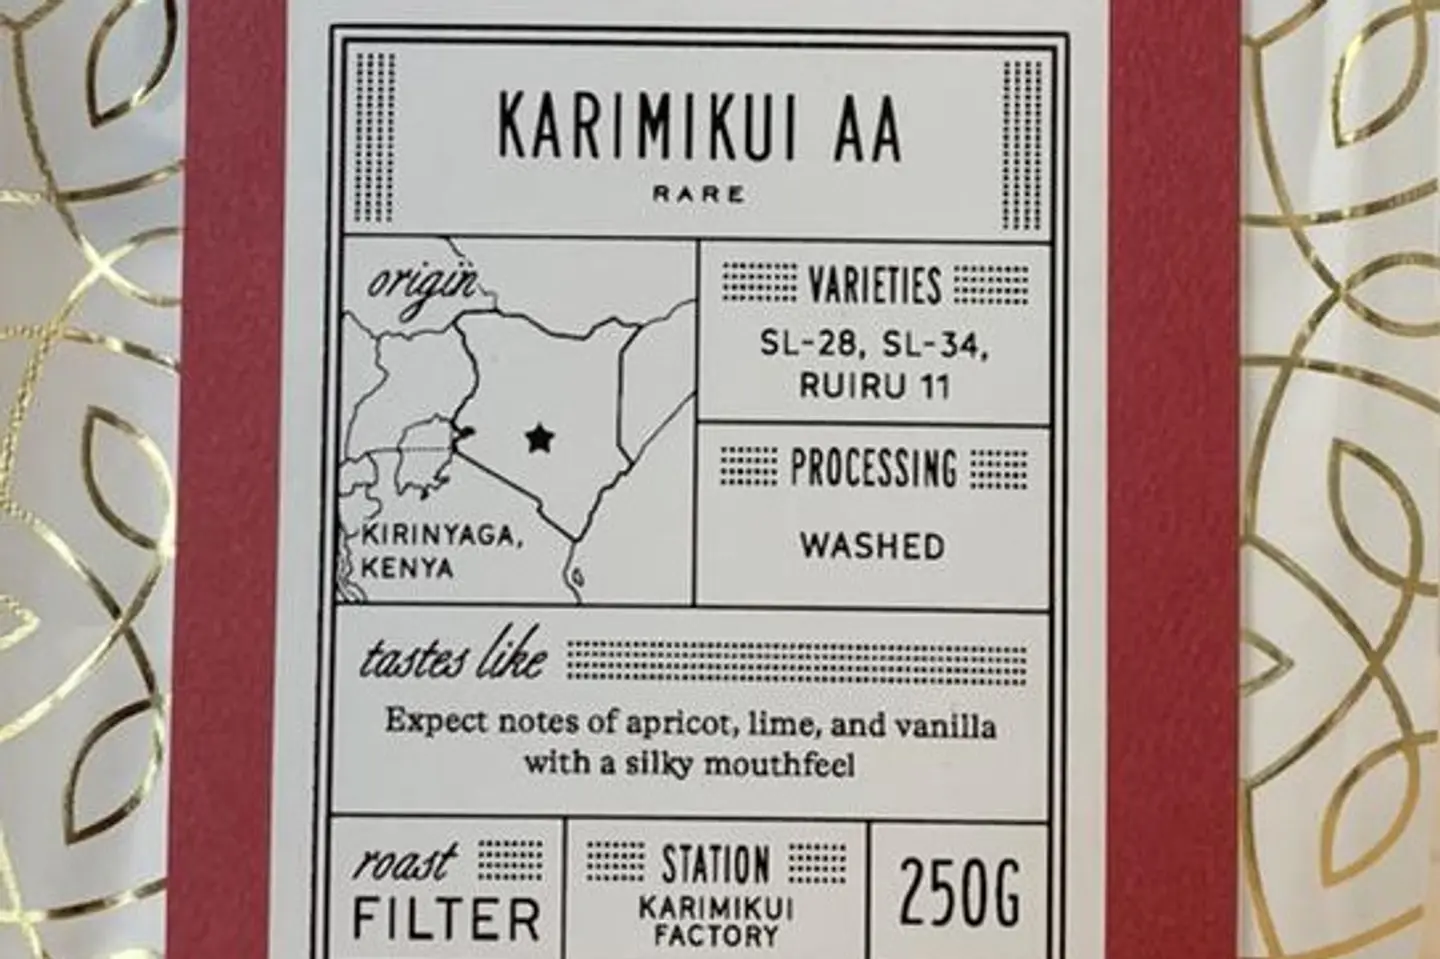 KARIMIKUI AA
RARE
origin
KIRINYAGA,
KENYA
VARIETIES
SL-28, SL-34,
RUIRU 11
PROCESSING
WASHED
tastes like
Expect notes of apricot, lime, and vanilla
with a silky mouthfeel
roast
FILTER
STATION
KARIMIKUI
FACTORY
250G